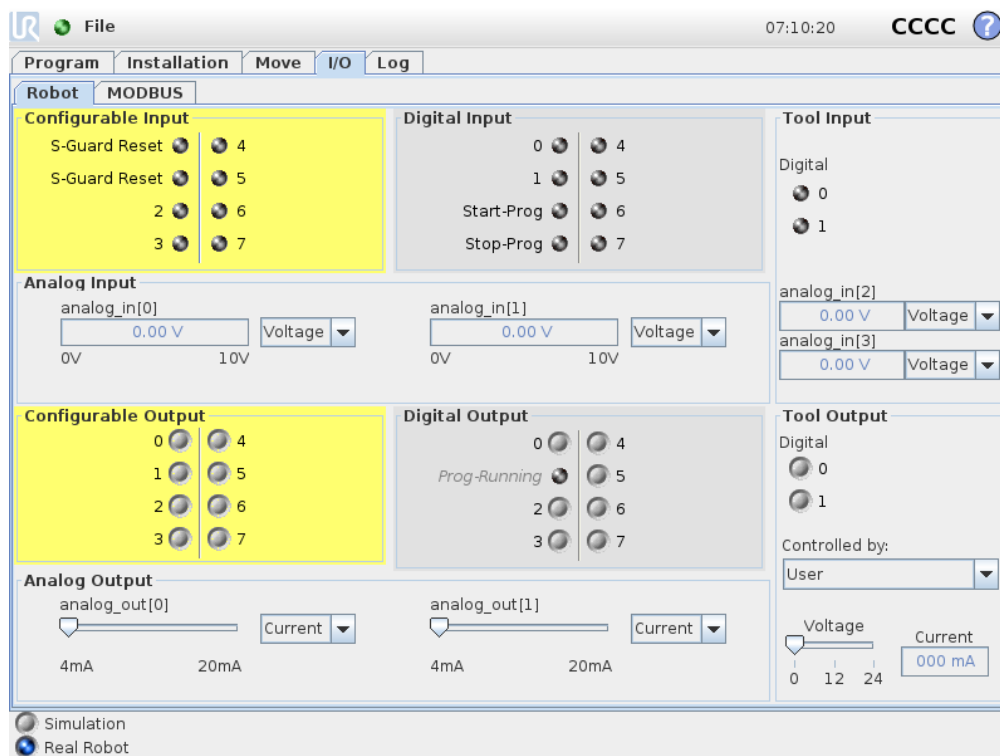 UR File 07:10:20 CCCC ?
Program Installation Move I/O Log
Robot MODBUS
Configurable Input
S-Guard Reset 4
S-Guard Reset 5
2 6
3 7
Digital Input
0 4
1 5
Start-Prog 6
Stop-Prog 7
Tool Input
Digital
0
1
Analog Input
analog_in[0]
0.00 V Voltage
0V 10V
analog_in[1]
0.00 V Voltage
0V 10V
analog_in[2]
0.00 V Voltage
analog_in[3]
0.00 V Voltage
Configurable Output
0 4
1 5
2 6
3 7
Digital Output
0 4
Prog-Running 5
2 6
3 7
Tool Output
Digital
0
1
Controlled by:
User
Analog Output
analog_out[0]
Current
4mA 20mA
analog_out[1]
Current
4mA 20mA
Voltage
0 12 24
Current
000 mA
Simulation
Real Robot